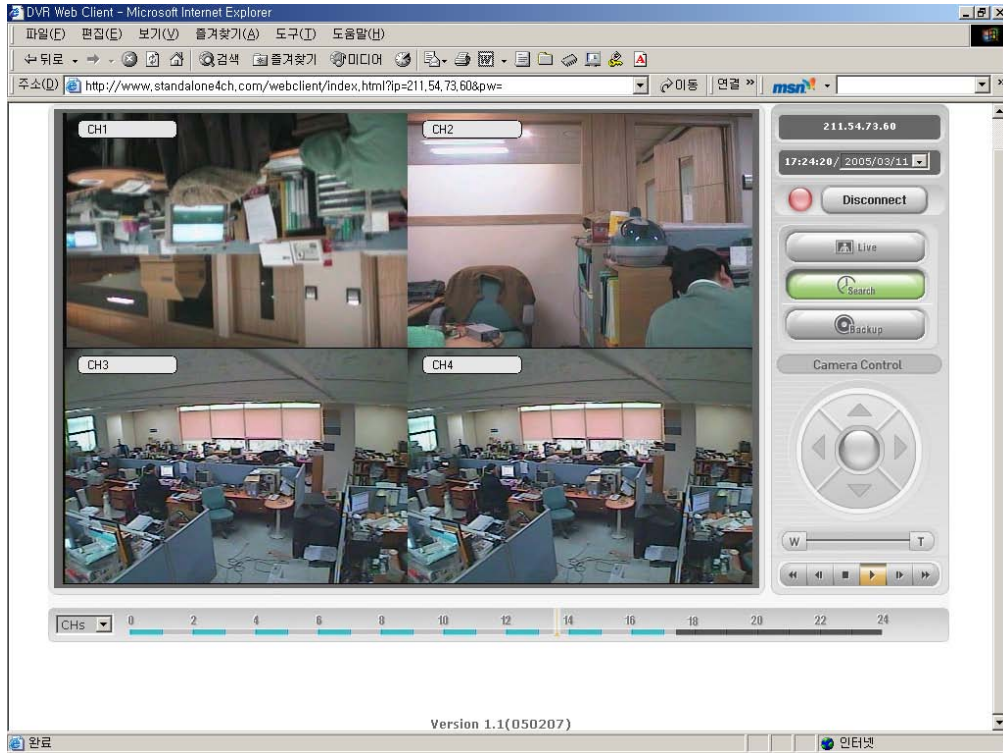 DVR Web Client - Microsoft Internet Explorer
파일(F) 편집(E) 보기(V) 즐겨찾기(A) 도구(T) 도움말(H)
뒤로 검색 즐겨찾기 미디어
주소(D) http://www.standalone4ch.com/webclient/index.html?ip=211.54.73.60&pw= 이동 연결 » msn
CH1
CH2
CH3
CH4
211.54.73.60
17:24:20/ 2005/03/11
Disconnect
Live
Search
Backup
Camera Control
W T
CHs 0 2 4 6 8 10 12 14 16 18 20 22 24
Version 1.1(050207)
완료 인터넷